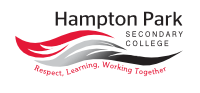 Hampton Park
SECONDARY
COLLEGE
Respect, Learning, Working Together